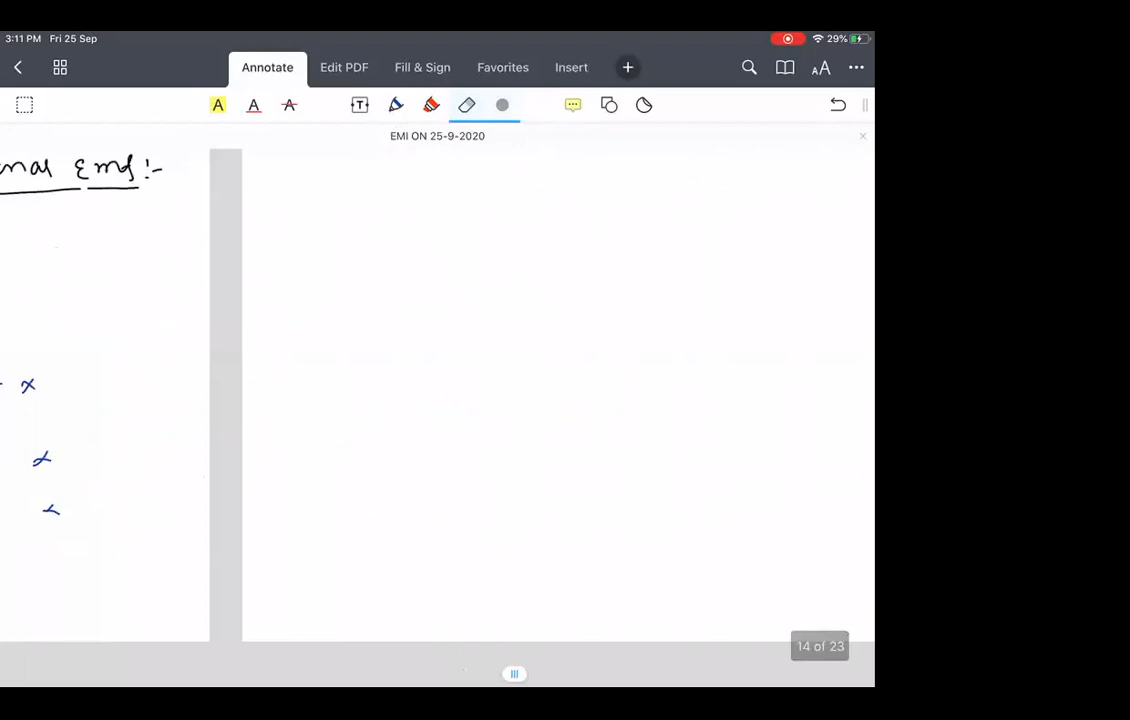 3:11 PM Fri 25 Sep 29%
Annotate Edit PDF Fill & Sign Favorites Insert
EMI ON 25-9-2020
Emf :-
x
x
14 of 23